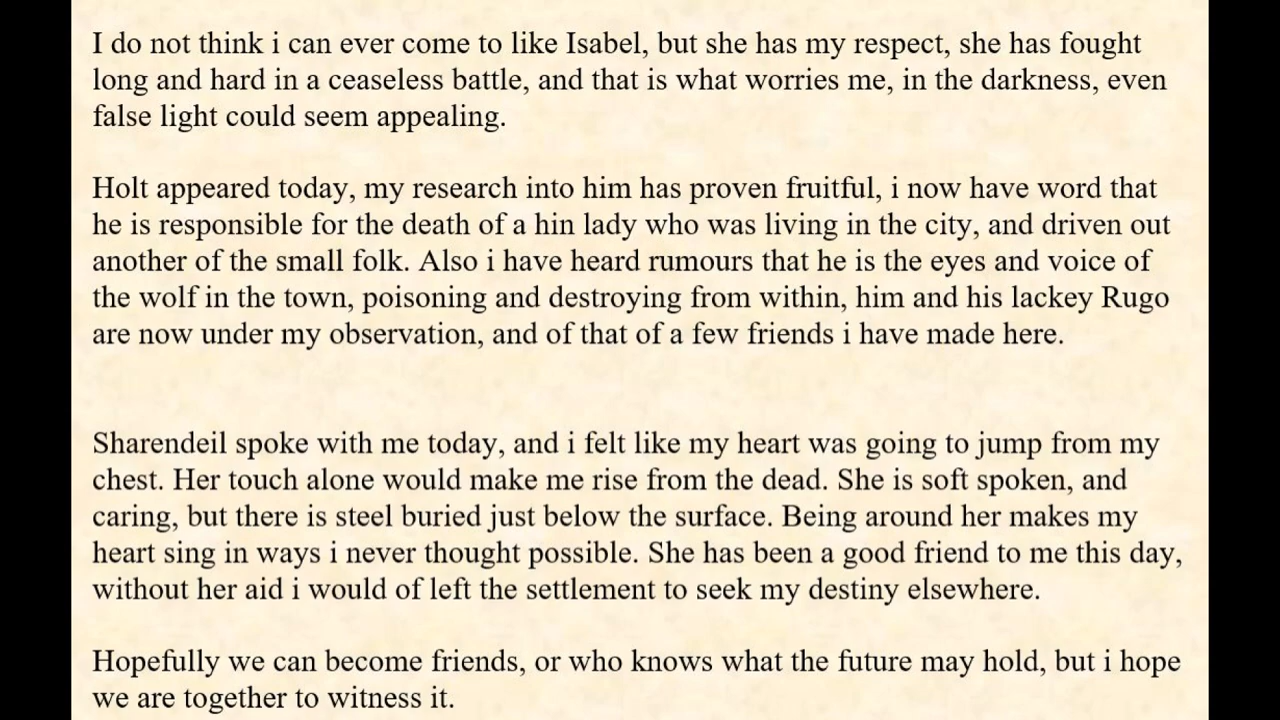 I do not think i can ever come to like Isabel, but she has my respect, she has fought
long and hard in a ceaseless battle, and that is what worries me, in the darkness, even
false light could seem appealing.
Holt appeared today, my research into him has proven fruitful, i now have word that
he is responsible for the death of a hin lady who was living in the city, and driven out
another of the small folk. Also i have heard rumours that he is the eyes and voice of
the wolf in the town, poisoning and destroying from within, him and his lackey Rugo
are now under my observation, and of that of a few friends i have made here.
Sharendeil spoke with me today, and i felt like my heart was going to jump from my
chest. Her touch alone would make me rise from the dead. She is soft spoken, and
caring, but there is steel buried just below the surface. Being around her makes my
heart sing in ways i never thought possible. She has been a good friend to me this day,
without her aid i would of left the settlement to seek my destiny elsewhere.
Hopefully we can become friends, or who knows what the future may hold, but i hope
we are together to witness it.